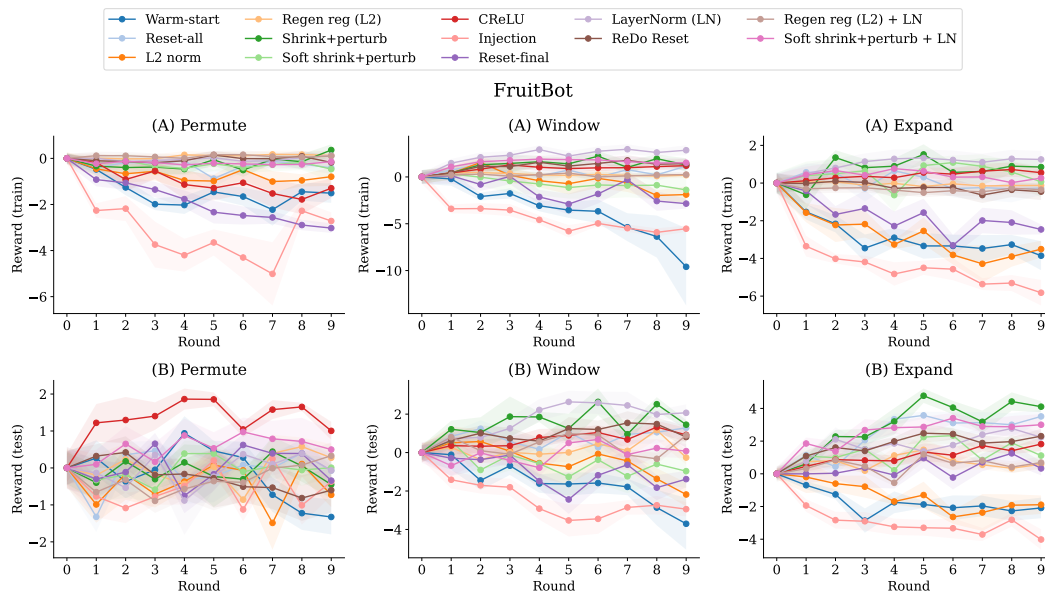 Warm-start Regen reg (L2) CReLU LayerNorm (LN) Regen reg (L2) + LN
Reset-all Shrink+perturb Injection ReDo Reset Soft shrink+perturb + LN
L2 norm Soft shrink+perturb Reset-final
FruitBot
(A) Permute (A) Window (A) Expand
Reward (train)
0
−2
−4
−6
0 1 2 3 4 5 6 7 8 9
Round
Reward (train)
0
−5
−10
0 1 2 3 4 5 6 7 8 9
Round
Reward (train)
2
0
−2
−4
−6
0 1 2 3 4 5 6 7 8 9
Round
(B) Permute (B) Window (B) Expand
Reward (test)
2
1
0
−1
−2
0 1 2 3 4 5 6 7 8 9
Round
Reward (test)
2
0
−2
−4
0 1 2 3 4 5 6 7 8 9
Round
Reward (test)
4
2
0
−2
−4
0 1 2 3 4 5 6 7 8 9
Round